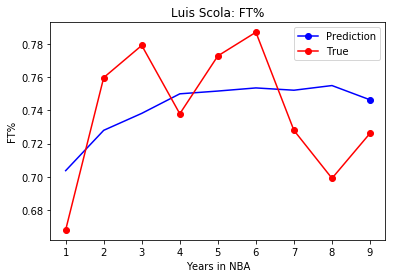 Luis Scola: FT%
Prediction
True
FT%
0.78
0.76
0.74
0.72
0.70
0.68
1 2 3 4 5 6 7 8 9
Years in NBA